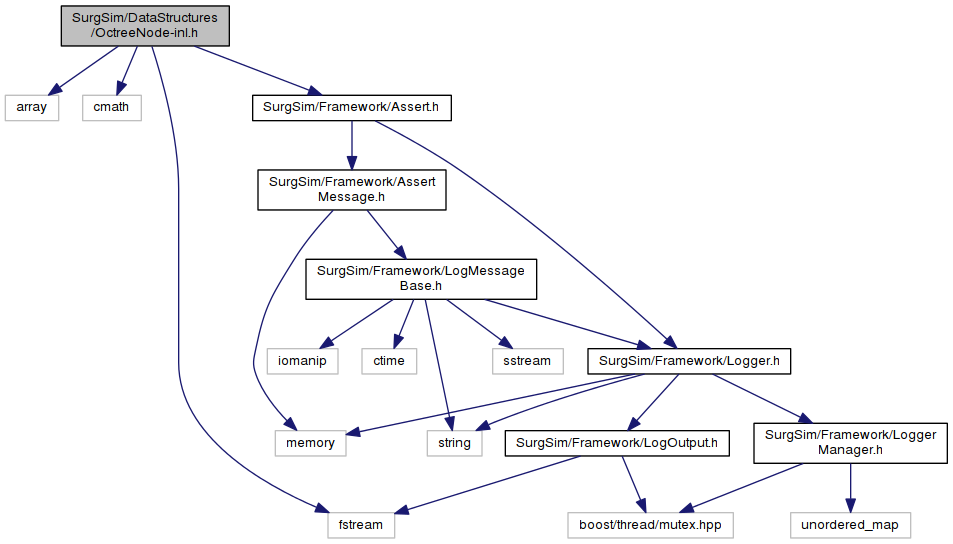 SurgSim/DataStructures
/OctreeNode-inl.h
array
cmath
SurgSim/Framework/Assert.h
SurgSim/Framework/Assert
Message.h
SurgSim/Framework/LogMessage
Base.h
iomanip
ctime
sstream
SurgSim/Framework/Logger.h
memory
string
SurgSim/Framework/LogOutput.h
SurgSim/Framework/Logger
Manager.h
fstream
boost/thread/mutex.hpp
unordered_map